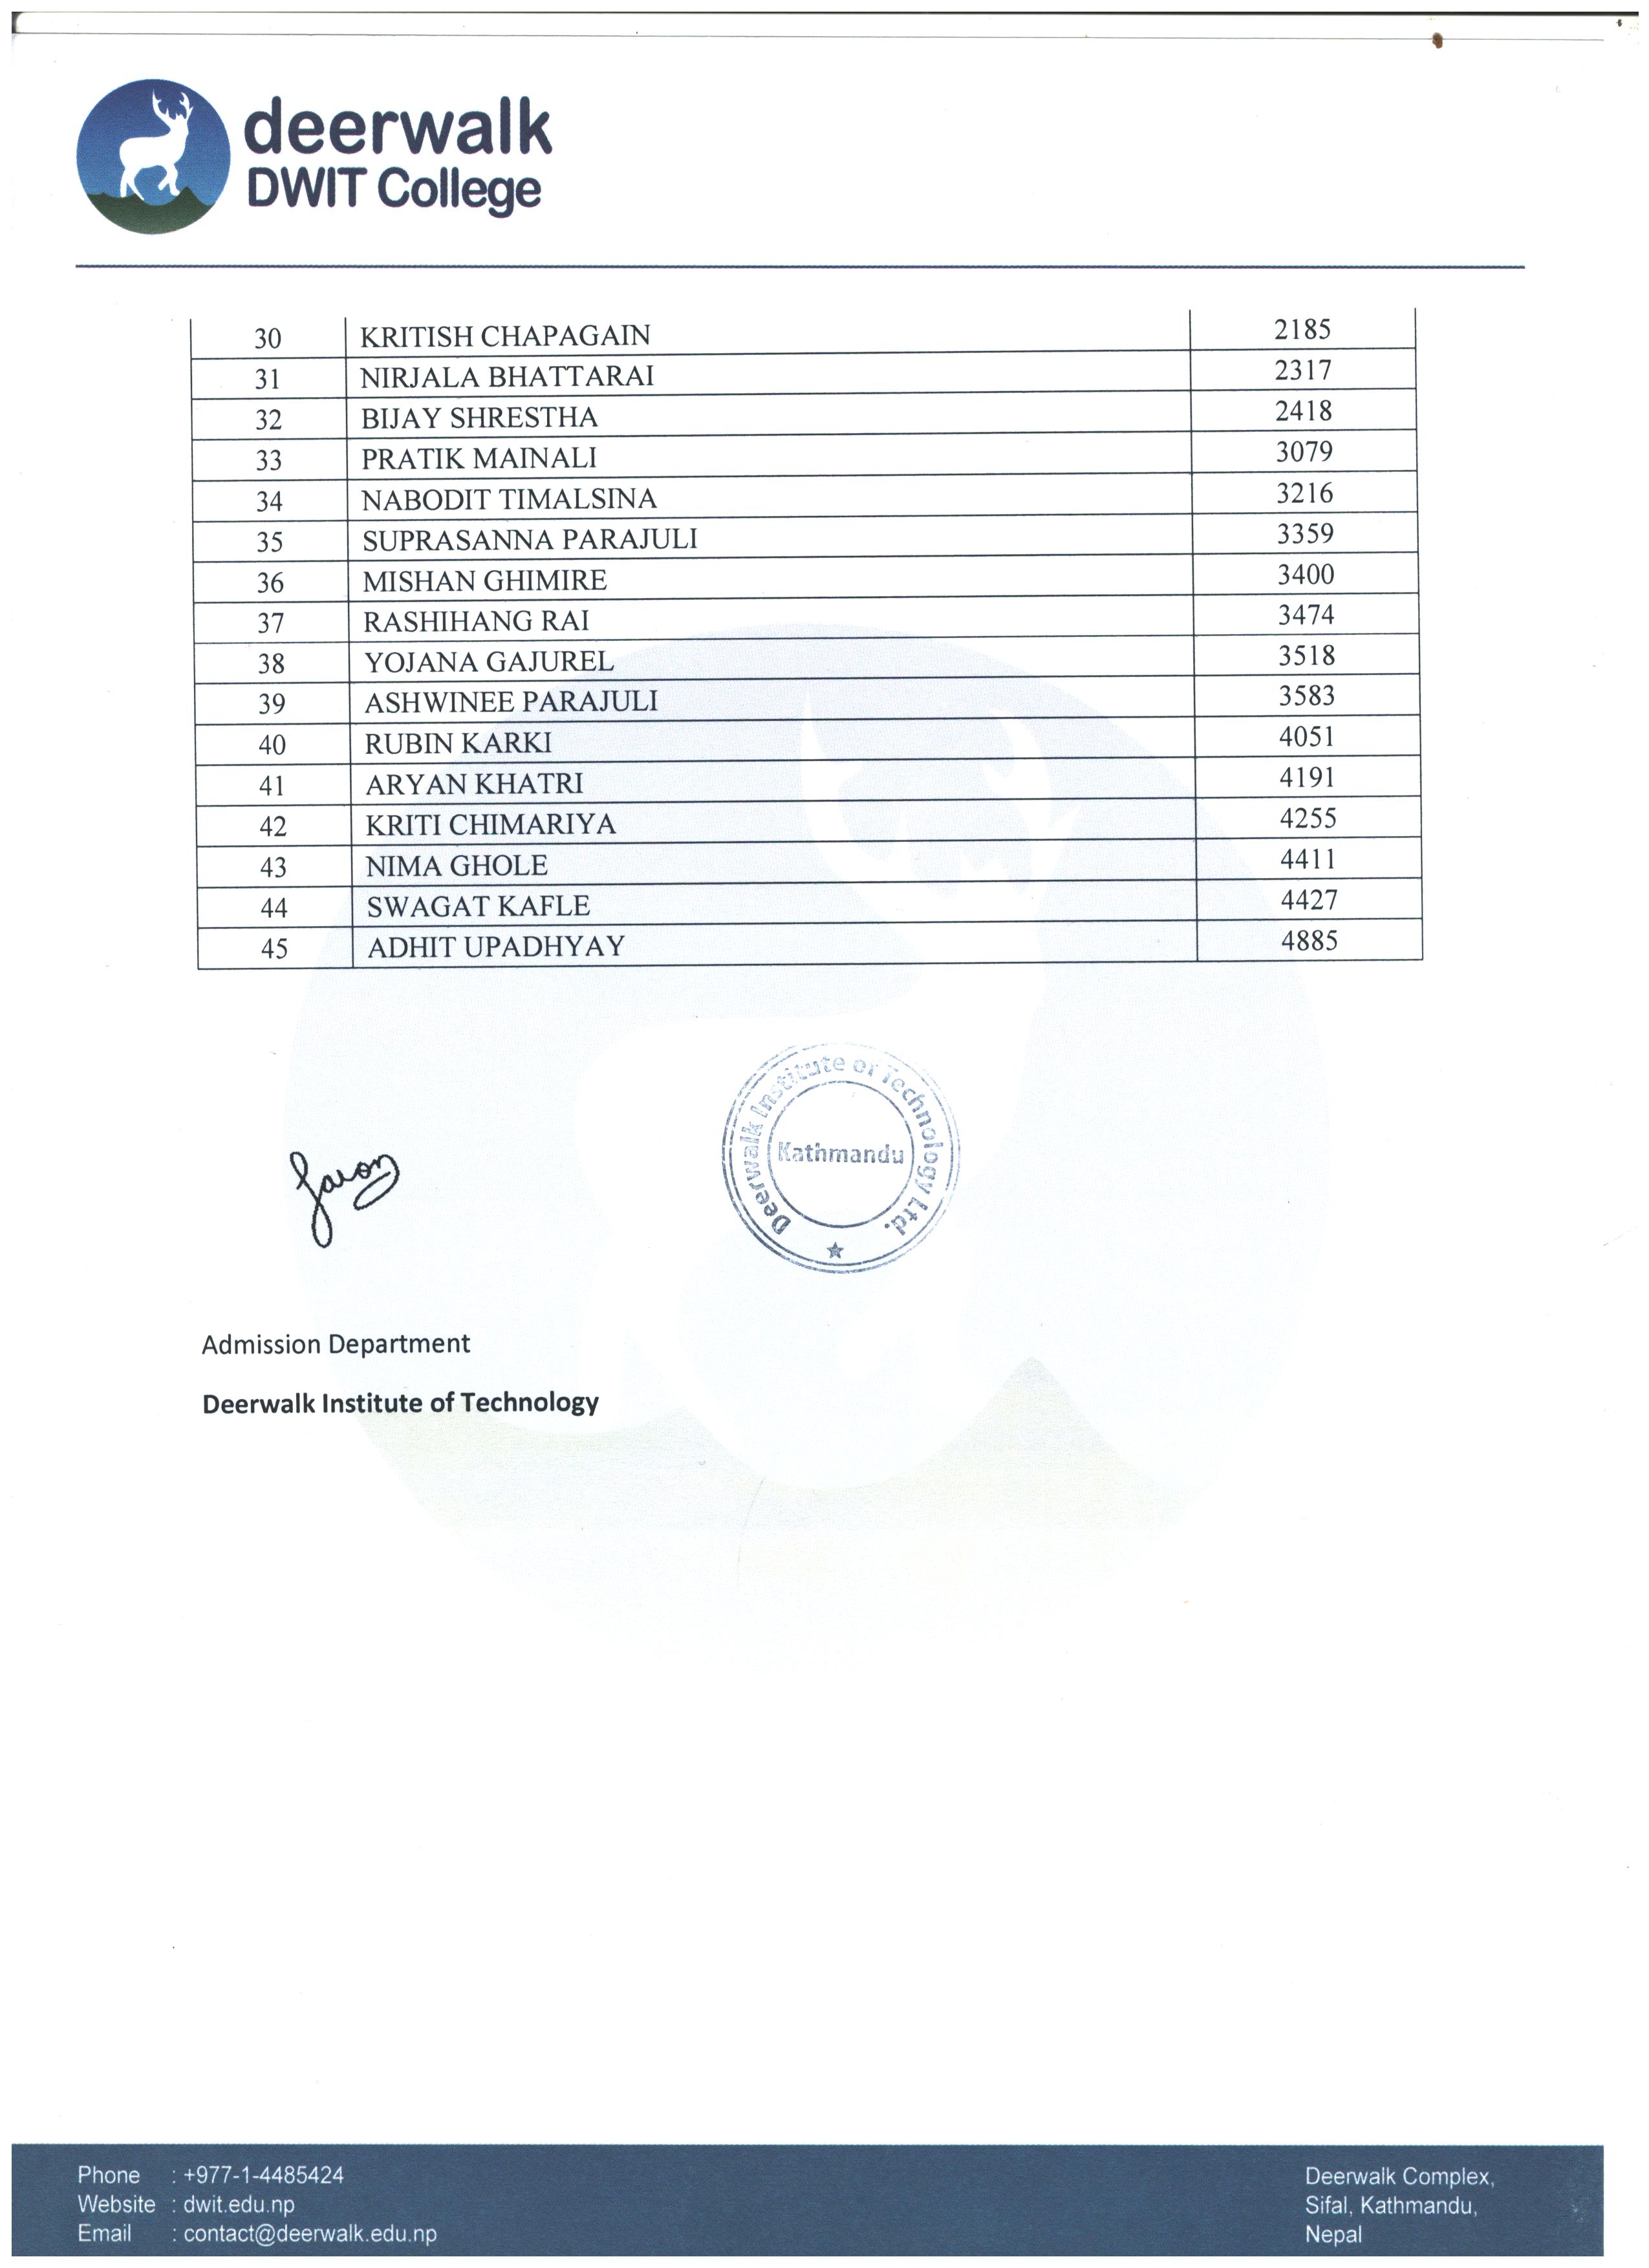 deerwalk
DWIT College
30 KRITISH CHAPAGAIN 2185
31 NIRJALA BHATTARAI 2317
32 BIJAY SHRESTHA 2418
33 PRATIK MAINALI 3079
34 NABODIT TIMALSINA 3216
35 SUPRASANNA PARAJULI 3359
36 MISHAN GHIMIRE 3400
37 RASHIHANG RAI 3474
38 YOJANA GAJUREL 3518
39 ASHWINEE PARAJULI 3583
40 RUBIN KARKI 4051
41 ARYAN KHATRI 4191
42 KRITI CHIMARIYA 4255
43 NIMA GHOLE 4411
44 SWAGAT KAFLE 4427
45 ADHIT UPADHYAY 4885
Deerwalk Institute of Technology Ltd.
Kathmandu
Admission Department
Deerwalk Institute of Technology
Phone : +977-1-4485424
Website : dwit.edu.np
Email : contact@deerwalk.edu.np
Deerwalk Complex,
Sifal, Kathmandu,
Nepal